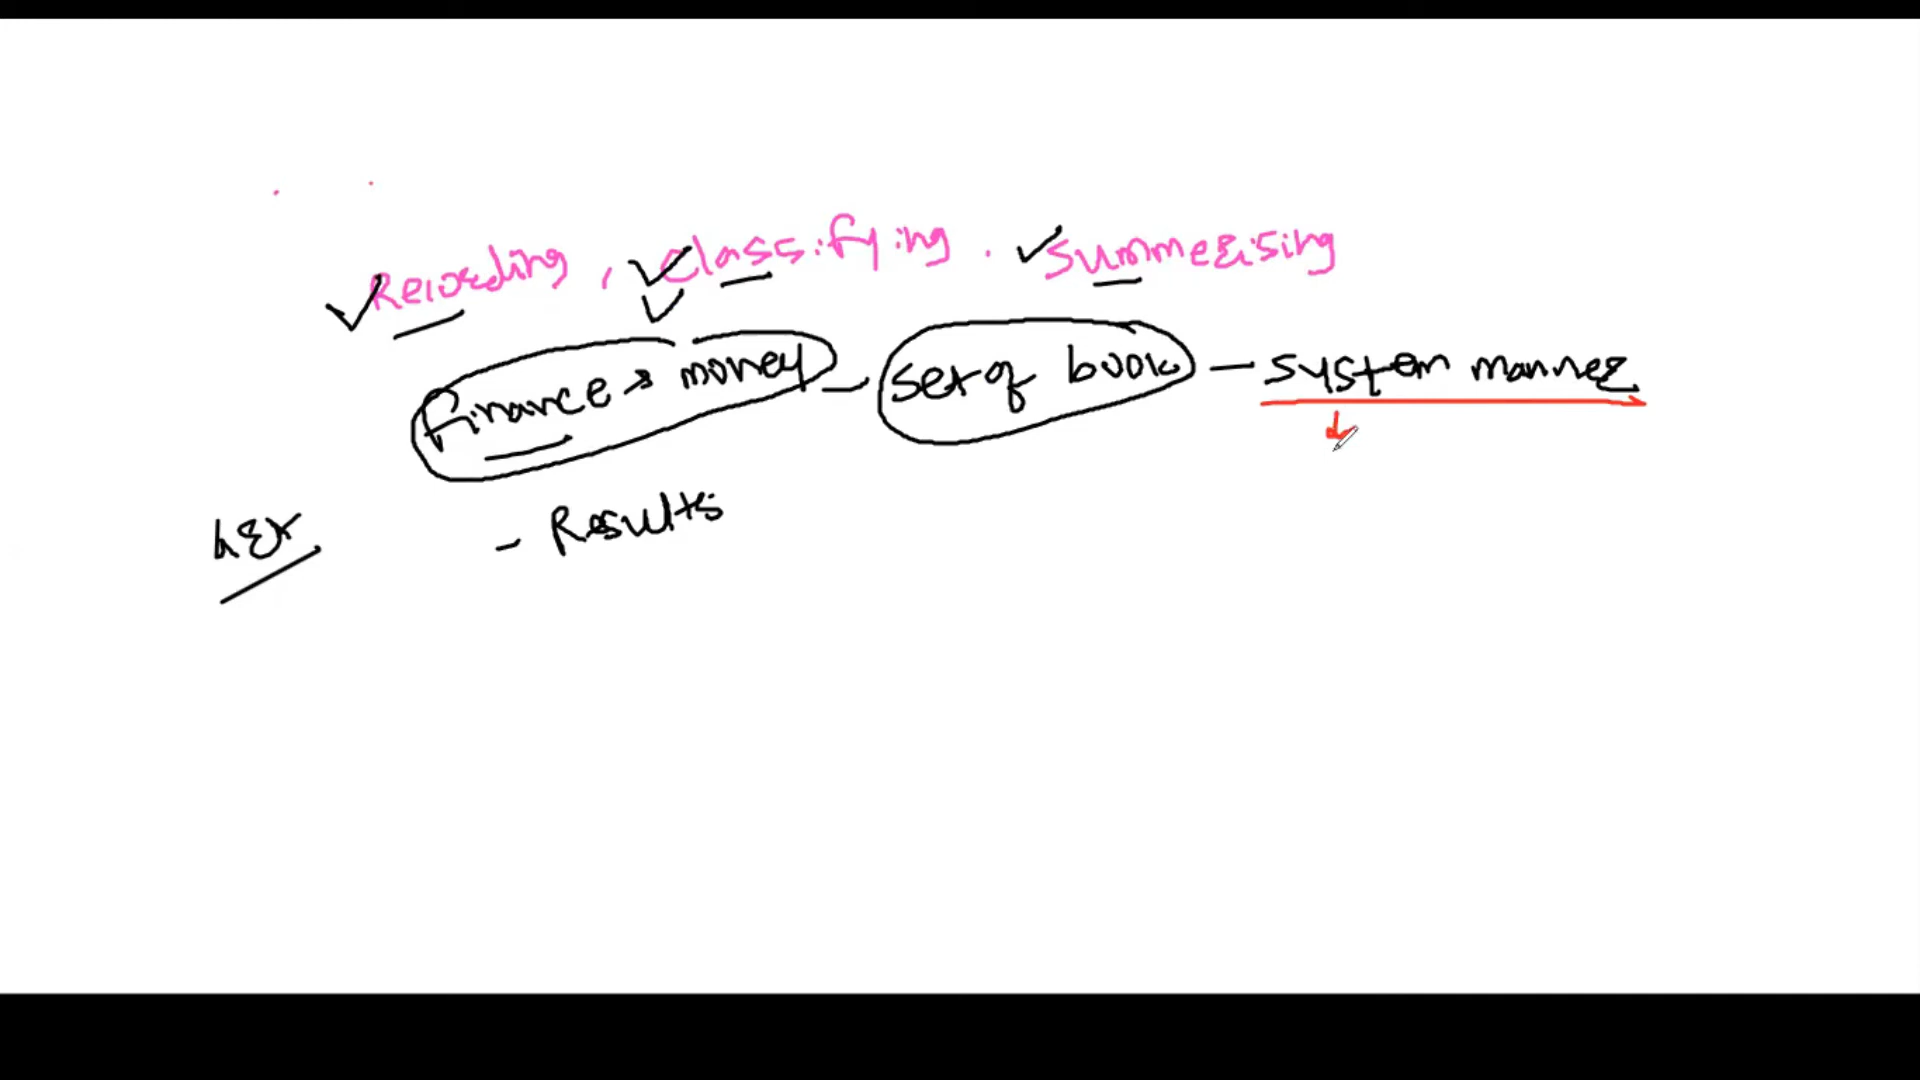 Recording, Classifying. Summerising
finance → money - set of book - system manner
- Results